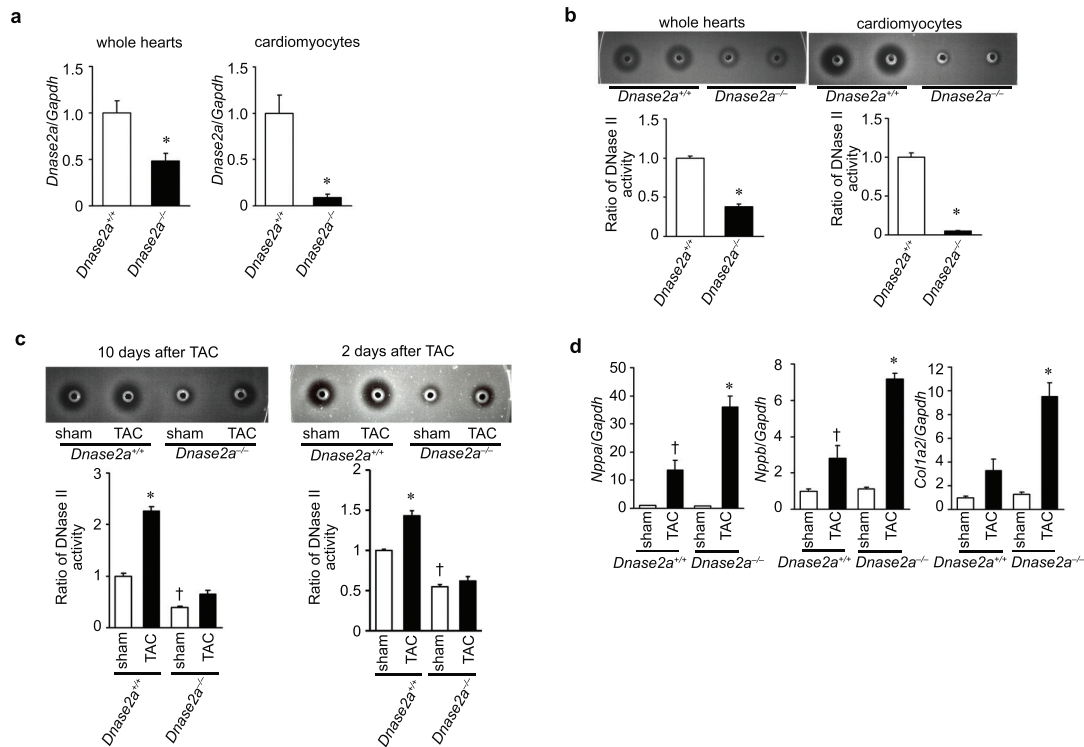 a
whole hearts
cardiomyocytes
Dnase2a/Gapdh
1.5
1.0
0.5
0
*
Dnase2a+/+
Dnase2a–/–
Dnase2a/Gapdh
1.5
1.0
0.5
0
*
Dnase2a+/+
Dnase2a–/–
b
whole hearts
cardiomyocytes
Dnase2a+/+
Dnase2a–/–
Dnase2a+/+
Dnase2a–/–
Ratio of DNase II
activity
1.5
1.0
0.5
0
*
Dnase2a+/+
Dnase2a–/–
Ratio of DNase II
activity
1.5
1.0
0.5
0
*
Dnase2a+/+
Dnase2a–/–
c
10 days after TAC
2 days after TAC
sham TAC sham TAC
Dnase2a+/+
Dnase2a–/–
sham TAC sham TAC
Dnase2a+/+
Dnase2a–/–
Ratio of DNase II
activity
3
2
1
0
*
†
sham
TAC
sham
TAC
Dnase2a+/+
Dnase2a–/–
Ratio of DNase II
activity
2
1.5
1
0.5
0
*
†
sham
TAC
sham
TAC
Dnase2a+/+
Dnase2a–/–
d
Nppa/Gapdh
50
40
30
20
10
0
†
*
sham
TAC
sham
TAC
Dnase2a+/+
Dnase2a–/–
Nppb/Gapdh
8
6
4
2
0
†
*
sham
TAC
sham
TAC
Dnase2a+/+
Dnase2a–/–
Col1a2/Gapdh
12
10
8
6
4
2
0
*
sham
TAC
sham
TAC
Dnase2a+/+
Dnase2a–/–